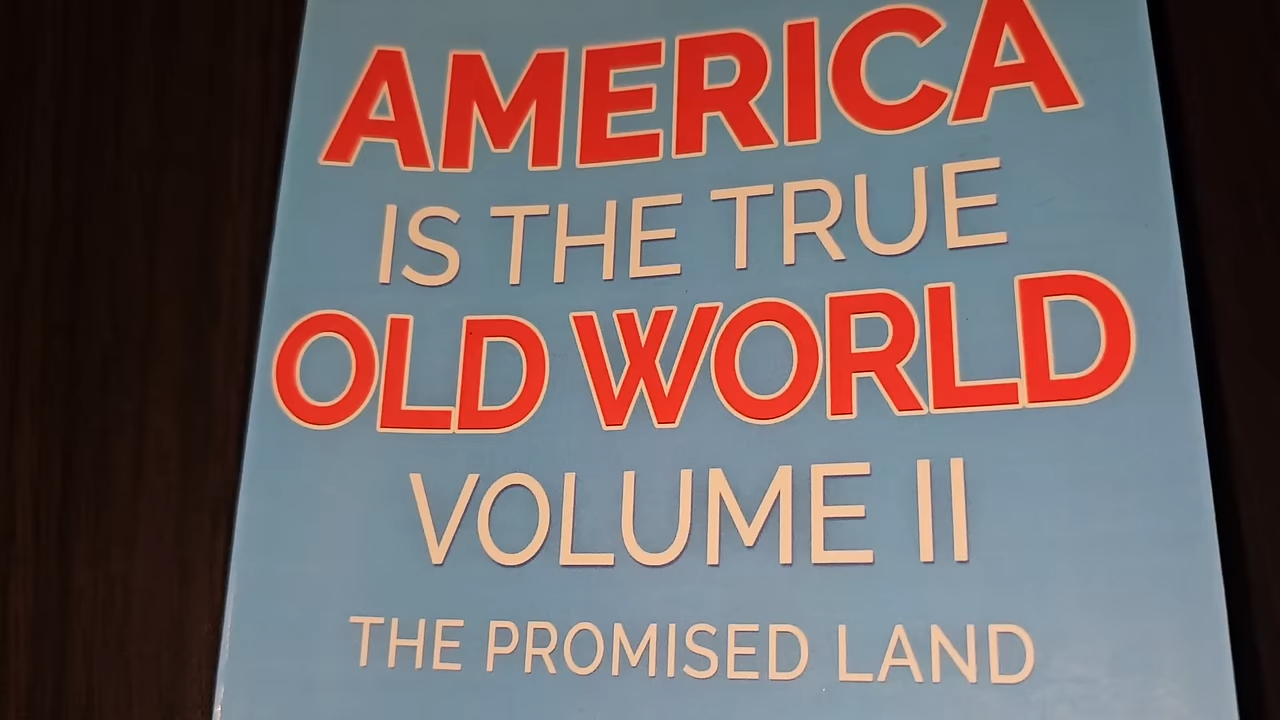 AMERICA
IS THE TRUE
OLD WORLD
VOLUME II
THE PROMISED LAND